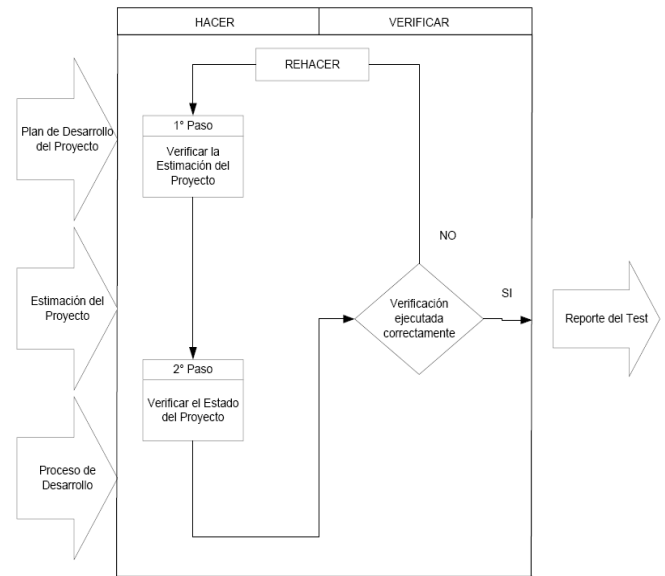 HACER
VERIFICAR
REHACER
1° Paso
Verificar la
Estimación del
Proyecto
Plan de Desarrollo
del Proyecto
NO
SI
Estimación del
Proyecto
Verificación
ejecutada
correctamente
Reporte del Test
2° Paso
Verificar el Estado
del Proyecto
Proceso de
Desarrollo